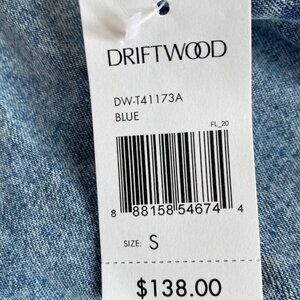 DRIFTWOOD
DW-T41173A
BLUE
FL_20
8 88158 54674 4
SIZE: S
$138.00